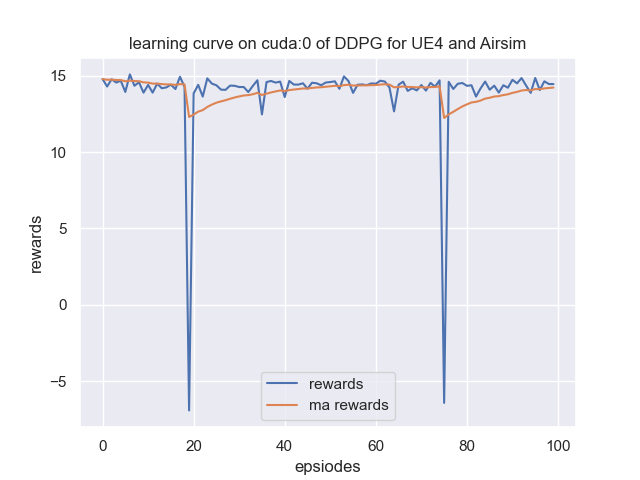 learning curve on cuda:0 of DDPG for UE4 and Airsim
15
10
5
0
−5
rewards
rewards
ma rewards
0 20 40 60 80 100
epsiodes